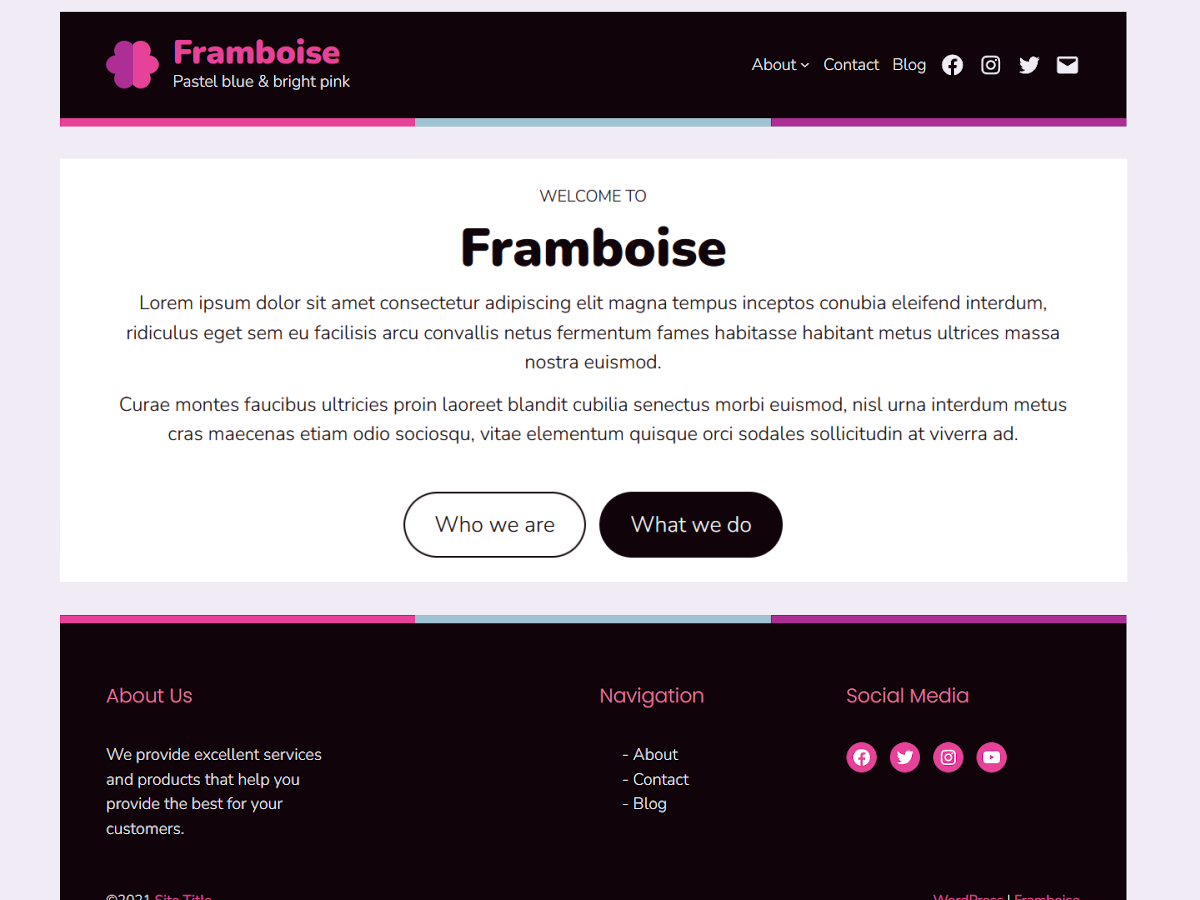 Framboise
Pastel blue & bright pink
About
Contact
Blog
WELCOME TO
Framboise
Lorem ipsum dolor sit amet consectetur adipiscing elit magna tempus inceptos conubia eleifend interdum,
ridiculus eget sem eu facilisis arcu convallis netus fermentum fames habitasse habitant metus ultrices massa
nostra euismod.
Curae montes faucibus ultricies proin laoreet blandit cubilia senectus morbi euismod, nisl urna interdum metus
cras maecenas etiam odio sociosqu, vitae elementum quisque orci sodales sollicitudin at viverra ad.
Who we are
What we do
About Us
We provide excellent services
and products that help you
provide the best for your
customers.
Navigation
- About
- Contact
- Blog
Social Media
©2021 Site Title
WordPress | Framboise